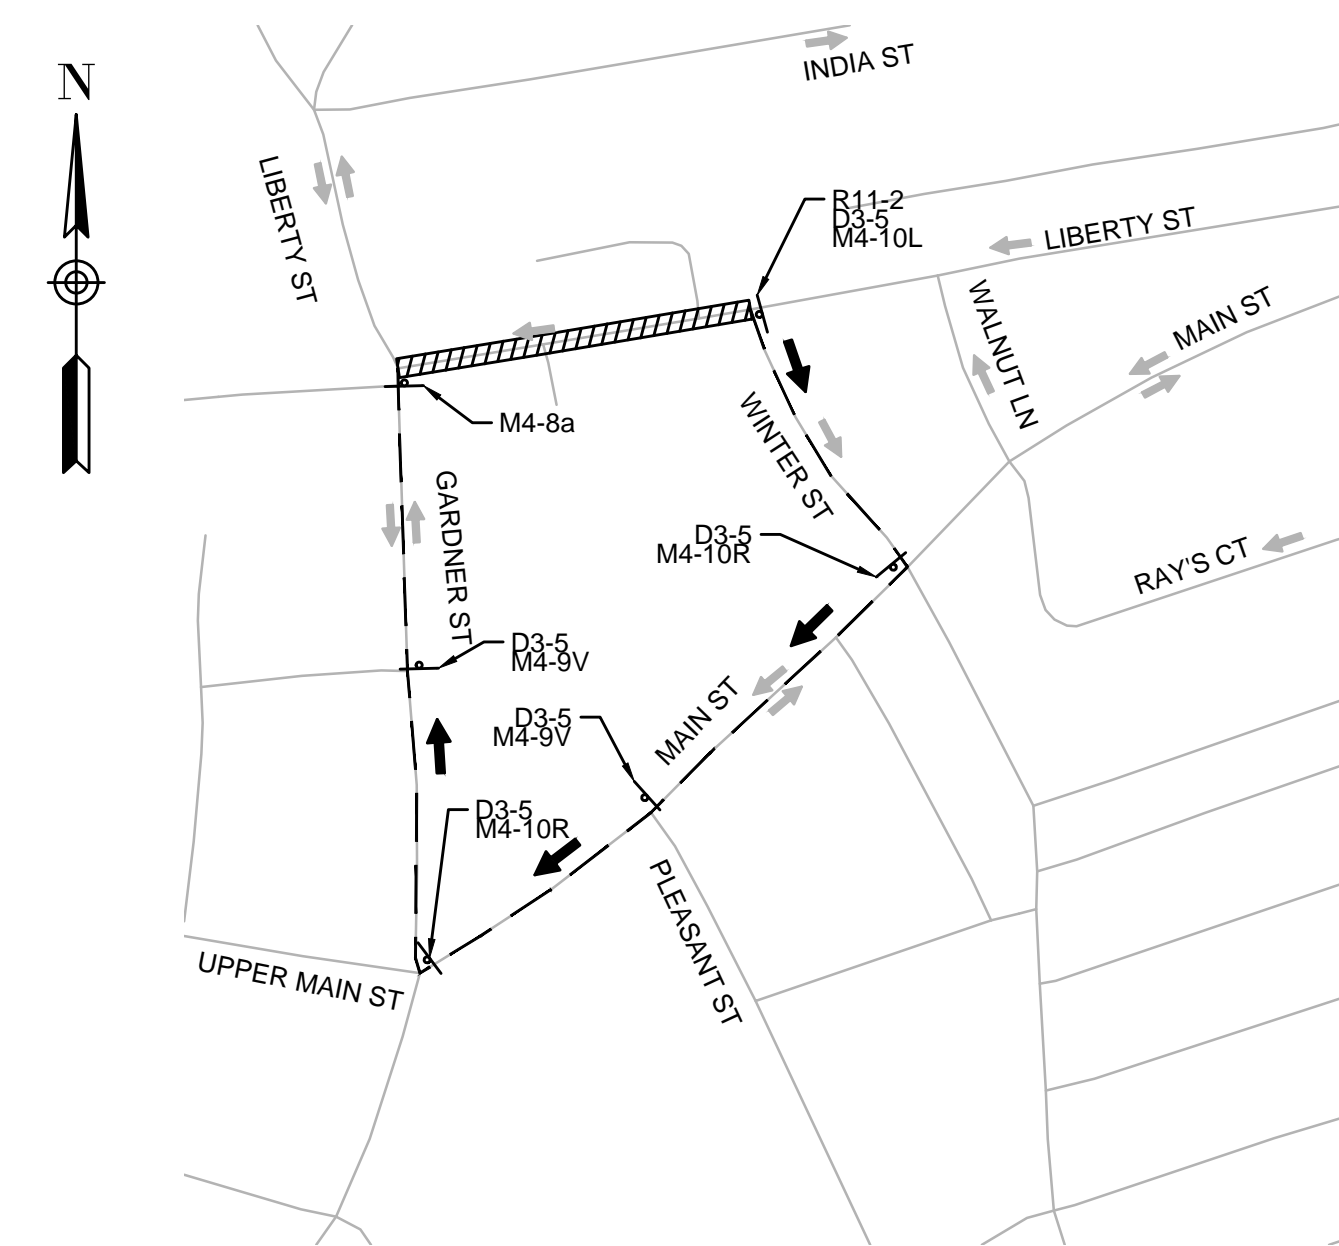 N
INDIA ST
LIBERTY ST
R11-2
D3-5
M4-10L
LIBERTY ST
WALNUT LN
MAIN ST
M4-8a
WINTER ST
GARDNER ST
D3-5
M4-10R
RAY'S CT
D3-5
M4-9V
MAIN ST
D3-5
M4-9V
D3-5
M4-10R
PLEASANT ST
UPPER MAIN ST